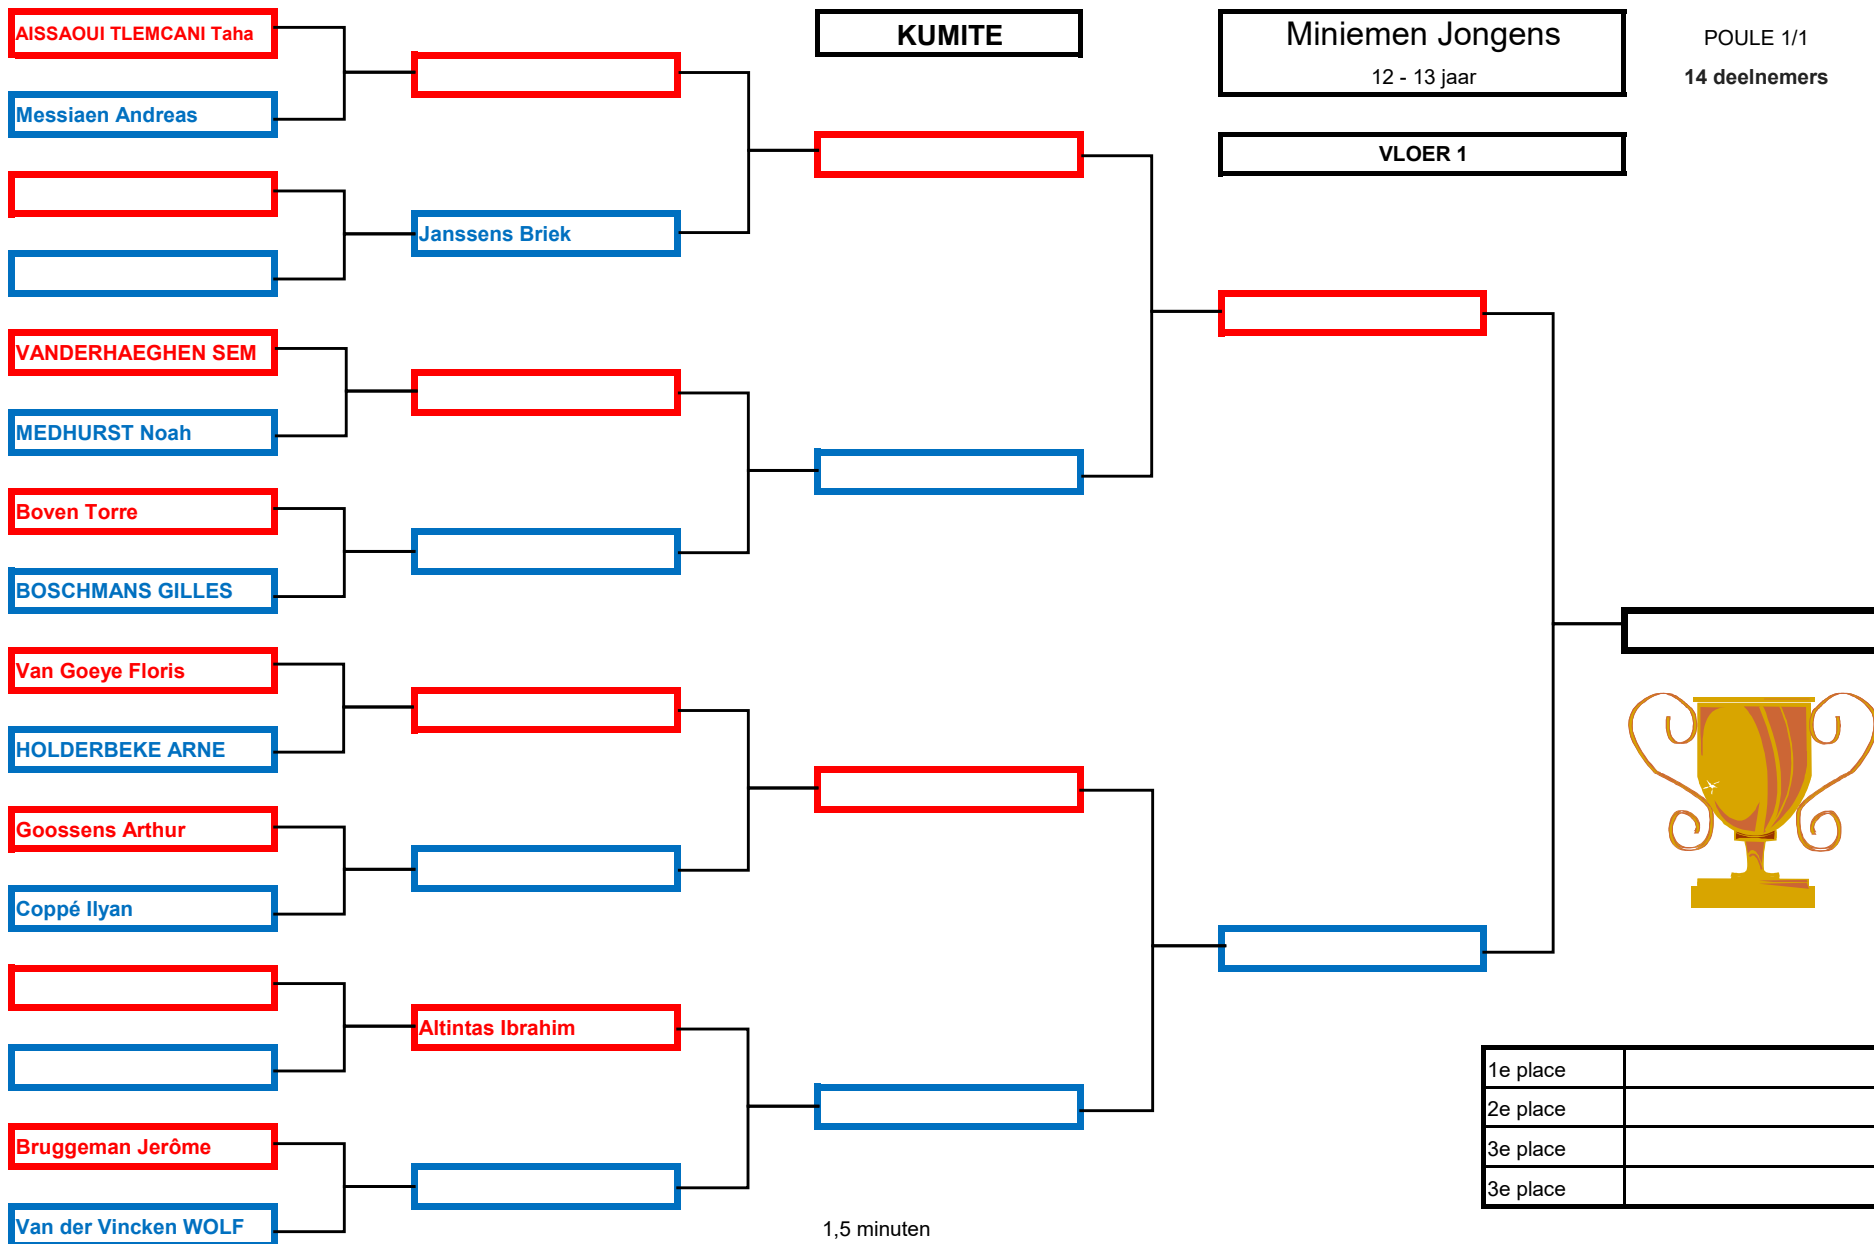 AISSAOUI TLEMCANI Taha
KUMITE
Miniemen Jongens
12 - 13 jaar
POULE 1/1
14 deelnemers
Messiaen Andreas
VLOER 1
Janssens Briek
VANDERHAEGHEN SEM
MEDHURST Noah
Boven Torre
BOSCHMANS GILLES
Van Goeye Floris
HOLDERBEKE ARNE
Goossens Arthur
Coppé Ilyan
Altintas Ibrahim
1e place
2e place
3e place
3e place
Bruggeman Jerôme
Van der Vincken WOLF
1,5 minuten